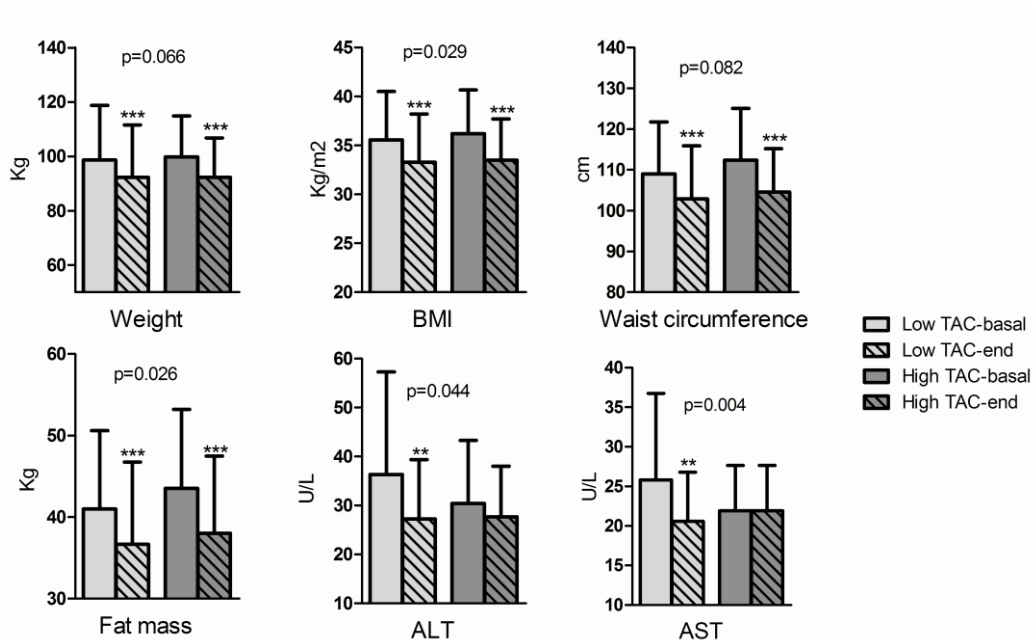 140
120
100
80
60
Kg
p=0.066
***
***
Weight
45
40
35
30
25
20
Kg/m2
p=0.029
***
***
BMI
140
130
120
110
100
90
80
cm
p=0.082
***
***
Waist circumference
60
50
40
30
Kg
p=0.026
***
***
Fat mass
60
50
40
30
20
10
U/L
p=0.044
**
ALT
40
35
30
25
20
15
10
U/L
p=0.004
**
AST
Low TAC-basal
Low TAC-end
High TAC-basal
High TAC-end